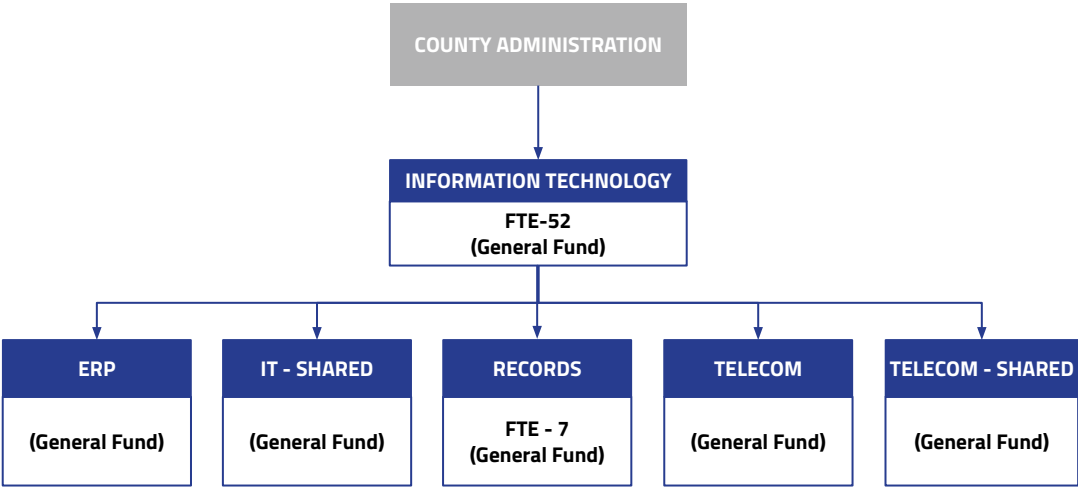 COUNTY ADMINISTRATION
INFORMATION TECHNOLOGY
FTE-52
(General Fund)
ERP
(General Fund)
IT - SHARED
(General Fund)
RECORDS
FTE - 7
(General Fund)
TELECOM
(General Fund)
TELECOM - SHARED
(General Fund)